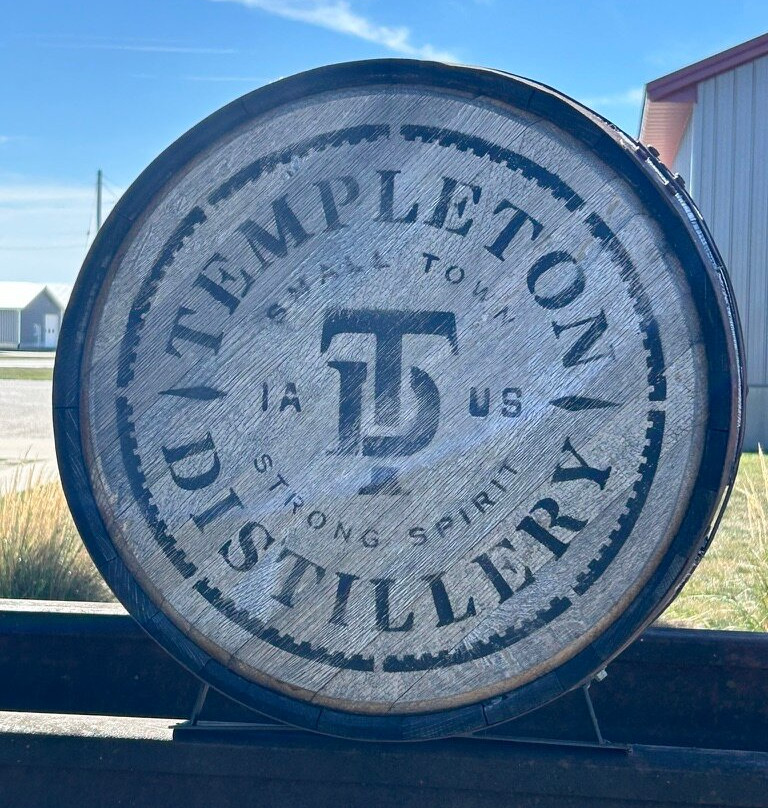 TEMPLETON
SMALL TOWN
TD
IA US
STRONG SPIRIT
DISTILLERY